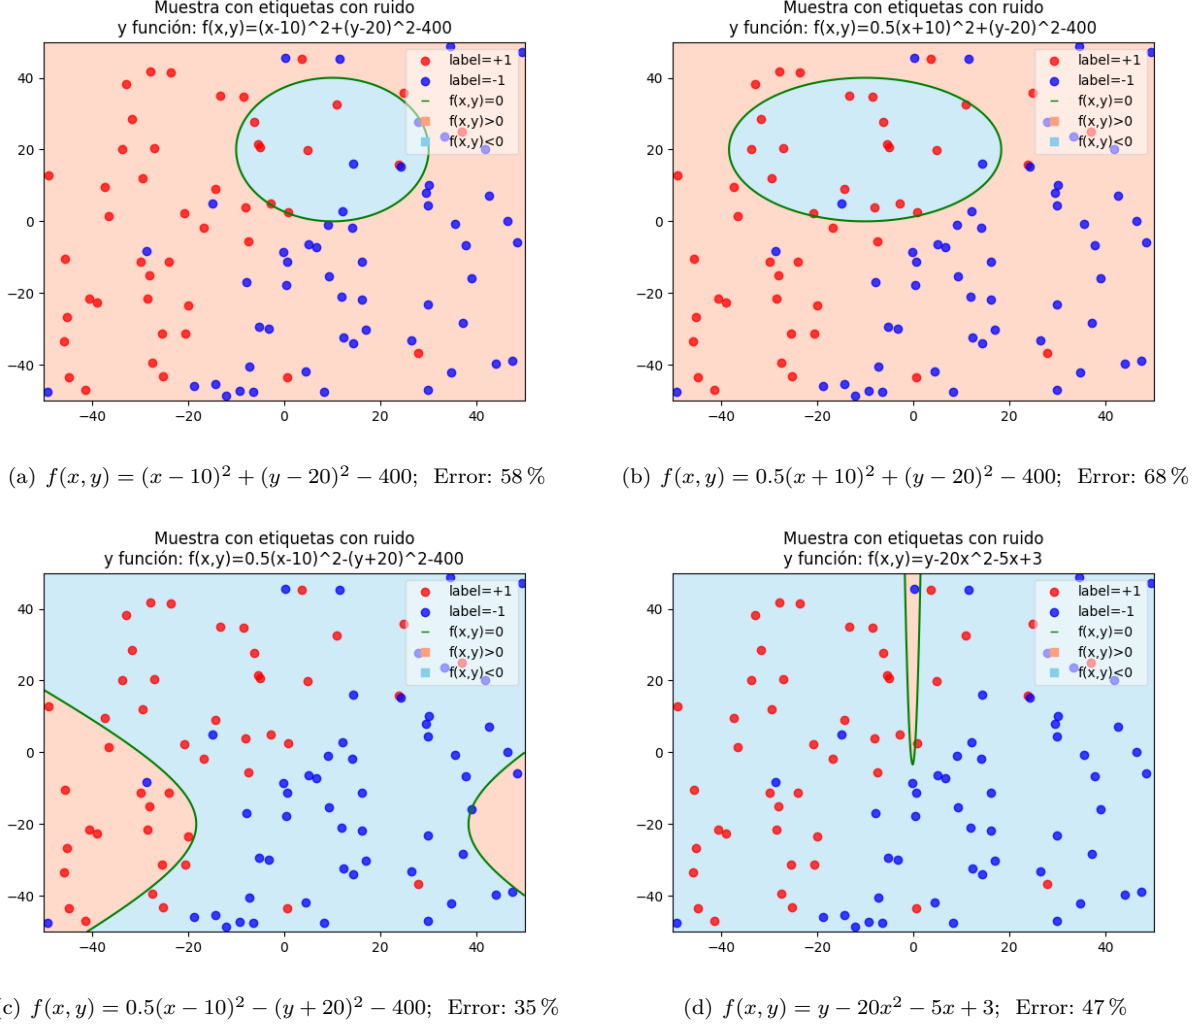 Muestra con etiquetas con ruido
y función: f(x,y)=(x-10)^2+(y-20)^2-400
label=+1
label=-1
f(x,y)=0
f(x,y)>0
f(x,y)<0
40
20
0
−20
−40
−40
−20
0
20
40
(a) f(x, y) = (x − 10)² + (y − 20)² − 400; Error: 58 %
Muestra con etiquetas con ruido
y función: f(x,y)=0.5(x+10)^2+(y-20)^2-400
label=+1
label=-1
f(x,y)=0
f(x,y)>0
f(x,y)<0
40
20
0
−20
−40
−40
−20
0
20
40
(b) f(x, y) = 0.5(x + 10)² + (y − 20)² − 400; Error: 68 %
Muestra con etiquetas con ruido
y función: f(x,y)=0.5(x-10)^2-(y+20)^2-400
label=+1
label=-1
f(x,y)=0
f(x,y)>0
f(x,y)<0
40
20
0
−20
−40
−40
−20
0
20
40
c) f(x, y) = 0.5(x − 10)² − (y + 20)² − 400; Error: 35 %
Muestra con etiquetas con ruido
y función: f(x,y)=y-20x^2-5x+3
label=+1
label=-1
f(x,y)=0
f(x,y)>0
f(x,y)<0
40
20
0
−20
−40
−40
−20
0
20
40
(d) f(x, y) = y − 20x² − 5x + 3; Error: 47 %